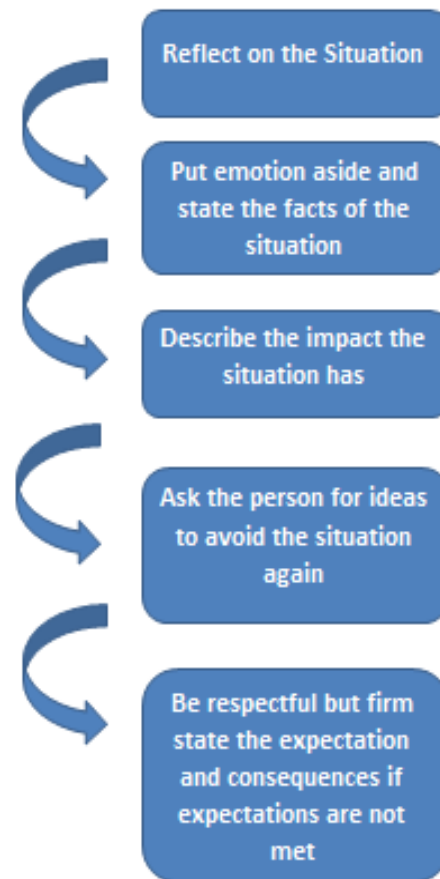 Reflect on the Situation
Put emotion aside and
state the facts of the
situation
Describe the impact the
situation has
Ask the person for ideas
to avoid the situation
again
Be respectful but firm
state the expectation
and consequences if
expectations are not
met